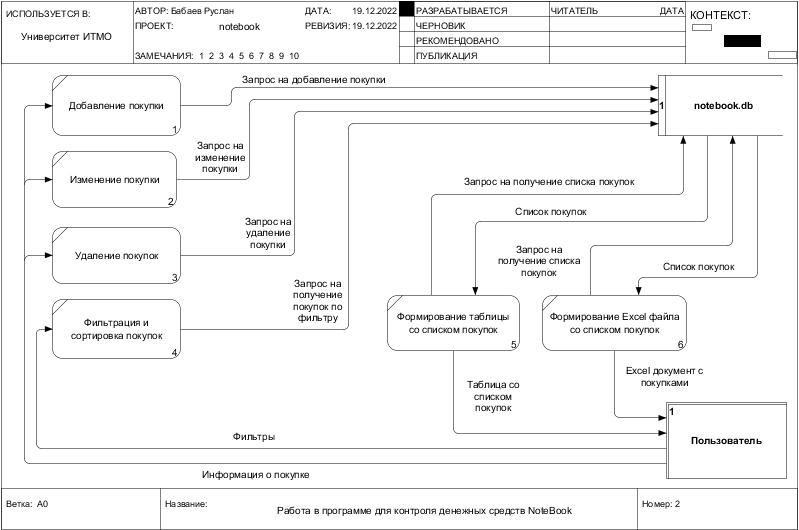 ИСПОЛЬЗУЕТСЯ В:
Университет ИТМО
АВТОР: Бабаев Руслан
ДАТА: 19.12.2022
ПРОЕКТ: notebook
РЕВИЗИЯ: 19.12.2022
ЗАМЕЧАНИЯ: 1 2 3 4 5 6 7 8 9 10
РАЗРАБАТЫВАЕТСЯ
ЧЕРНОВИК
РЕКОМЕНДОВАНО
ПУБЛИКАЦИЯ
ЧИТАТЕЛЬ
ДАТА
КОНТЕКСТ:
Добавление покупки
1
Запрос на добавление покупки
1
notebook.db
Изменение покупки
2
Запрос на
изменение
покупки
Удаление покупок
3
Запрос на
удаление
покупки
Фильтрация и
сортировка покупок
4
Запрос на
получение
покупок по
фильтру
Запрос на получение списка покупок
Список покупок
Запрос на
получение списка
покупок
Список покупок
Формирование таблицы
со списком покупок
5
Формирование Excel файла
со списком покупок
6
Таблица со
списком
покупок
Excel документ с
покупками
1
Пользователь
Фильтры
Информация о покупке
Ветка: A0
Название:
Работа в программе для контроля денежных средств NoteBook
Номер: 2